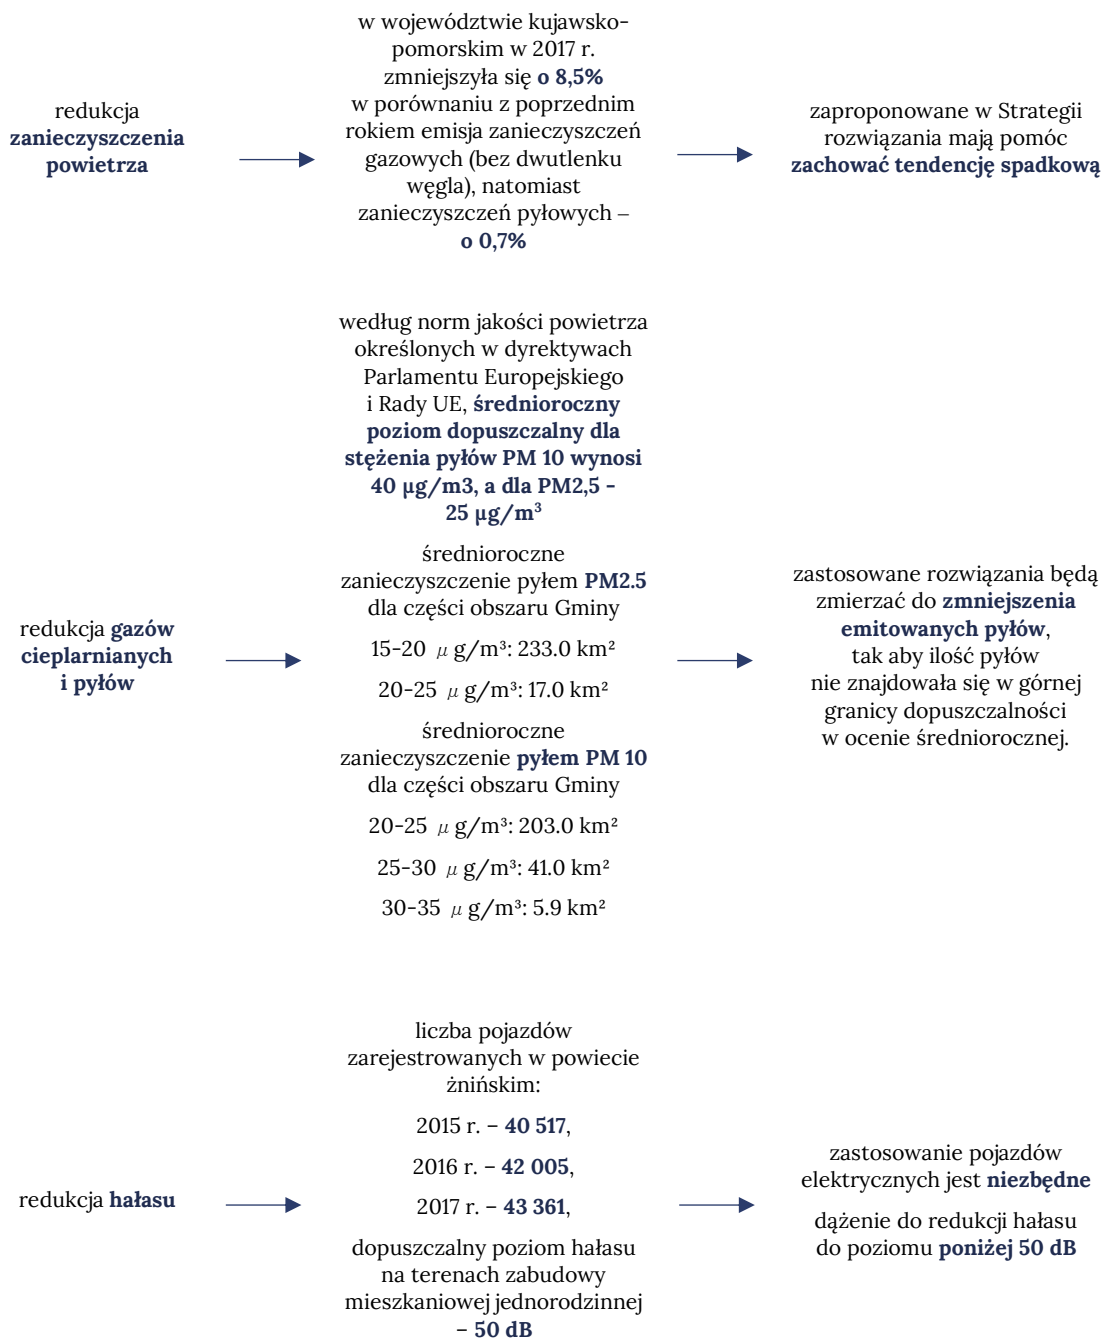 redukcja
zanieczyszczenia
powietrza
w województwie kujawsko-
pomorskim w 2017 r.
zmniejszyła się o 8,5%
w porównaniu z poprzednim
rokiem emisja zanieczyszczeń
gazowych (bez dwutlenku
węgla), natomiast
zanieczyszczeń pyłowych –
o 0,7%
zaproponowane w Strategii
rozwiązania mają pomóc
zachować tendencję spadkową
redukcja gazów
cieplarnianych
i pyłów
według norm jakości powietrza
określonych w dyrektywach
Parlamentu Europejskiego
i Rady UE, średnioroczny
poziom dopuszczalny dla
stężenia pyłów PM 10 wynosi
40 µg/m3, a dla PM2,5 -
25 µg/m³
średnioroczne
zanieczyszczenie pyłem PM2.5
dla części obszaru Gminy
15-20 μ g/m³: 233.0 km²
20-25 μ g/m³: 17.0 km²
średnioroczne
zanieczyszczenie pyłem PM 10
dla części obszaru Gminy
20-25 μ g/m³: 203.0 km²
25-30 μ g/m³: 41.0 km²
30-35 μ g/m³: 5.9 km²
zastosowane rozwiązania będą
zmierzać do zmniejszenia
emitowanych pyłów,
tak aby ilość pyłów
nie znajdowała się w górnej
granicy dopuszczalności
w ocenie średniorocznej.
redukcja hałasu
liczba pojazdów
zarejestrowanych w powiecie
żnińskim:
2015 r. – 40 517,
2016 r. – 42 005,
2017 r. – 43 361,
dopuszczalny poziom hałasu
na terenach zabudowy
mieszkaniowej jednorodzinnej
– 50 dB
zastosowanie pojazdów
elektrycznych jest niezbędne
dążenie do redukcji hałasu
do poziomu poniżej 50 dB